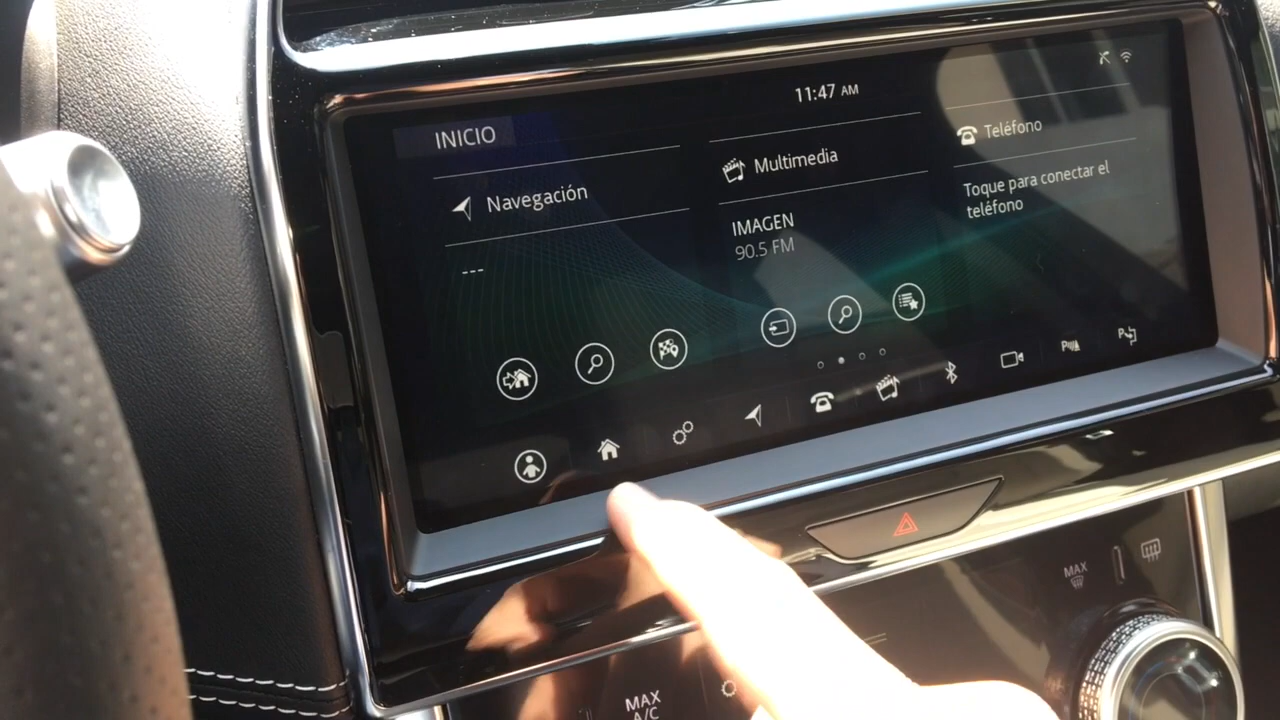 11:47 AM
INICIO
Navegación
---
Multimedia
IMAGEN
90.5 FM
Teléfono
Toque para conectar el
teléfono
MAX
MAX
A/C